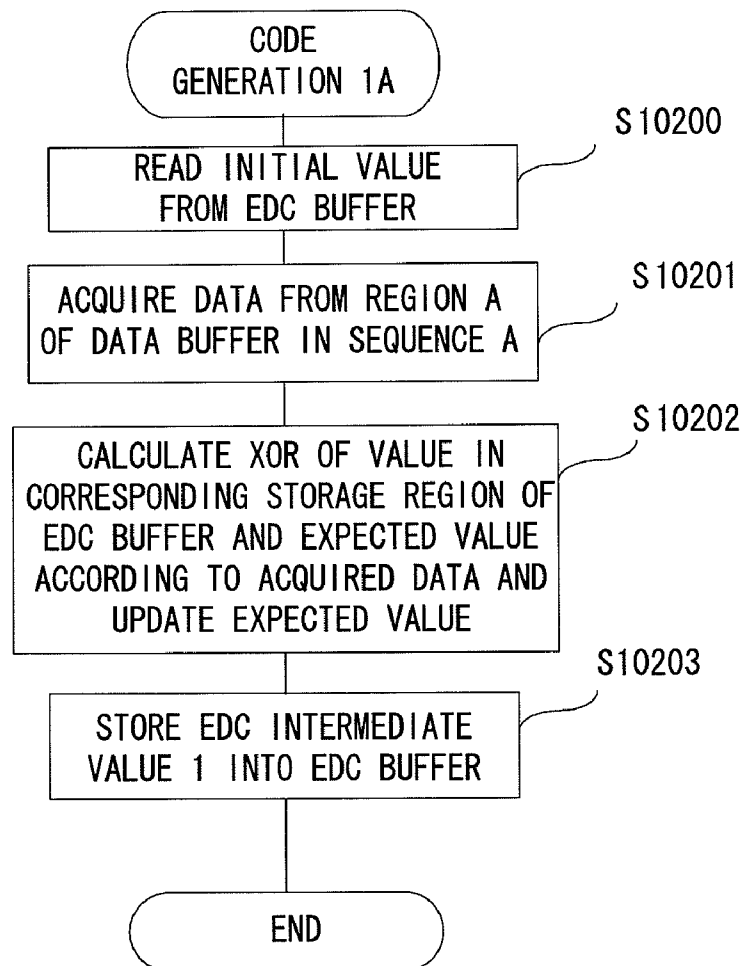 CODE
GENERATION 1A
S10200
READ INITIAL VALUE
FROM EDC BUFFER
S10201
ACQUIRE DATA FROM REGION A
OF DATA BUFFER IN SEQUENCE A
S10202
CALCULATE XOR OF VALUE IN
CORRESPONDING STORAGE REGION OF
EDC BUFFER AND EXPECTED VALUE
ACCORDING TO ACQUIRED DATA AND
UPDATE EXPECTED VALUE
S10203
STORE EDC INTERMEDIATE
VALUE 1 INTO EDC BUFFER
END